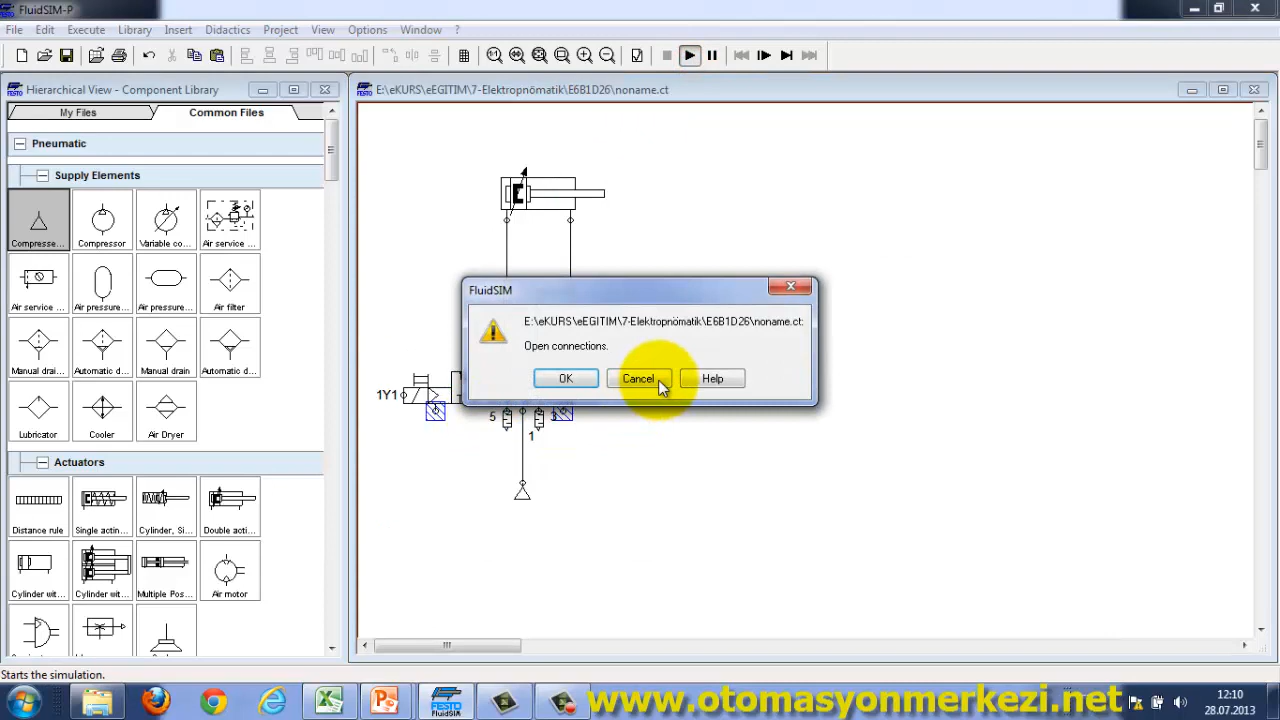 FluidSIM-P
File Edit Execute Library Insert Didactics Project View Options Window ?
Hierarchical View - Component Library
E:\eKURS\eEGITIM\7-Elektropnömatik\E6B1D26\noname.ct
My Files Common Files
Pneumatic
Supply Elements
Compresse... Compressor Variable co... Air service ...
Air service ... Air pressure... Air pressure... Air filter
Manual drai... Automatic d... Manual drain Automatic d...
Lubricator Cooler Air Dryer
Actuators
Distance rule Single actin... Cylinder, Si... Double acti...
Cylinder wit... Cylinder wit... Multiple Pos... Air motor
FluidSIM
E:\eKURS\eEGITIM\7-Elektropnömatik\E6B1D26\noname.ct:
Open connections.
OK Cancel Help
1Y1
5 3
1
Starts the simulation.
FESTO
FluidSIM
www.otomasyonmerkezi.net
12:10
28.07.2013